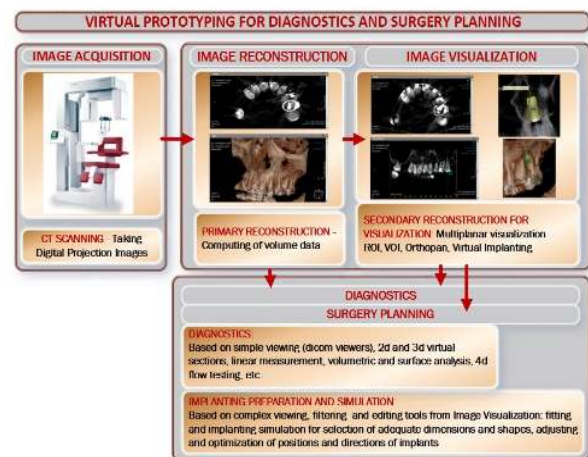 VIRTUAL PROTOTYPING FOR DIAGNOSTICS AND SURGERY PLANNING
IMAGE ACQUISITION
CT SCANNING - Taking
Digital Projection Images
IMAGE RECONSTRUCTION
PRIMARY RECONSTRUCTION -
Computing of volume data
IMAGE VISUALIZATION
SECONDARY RECONSTRUCTION FOR
VISUALIZATION Multiplanar visualization
ROI, VOI, Orthopan, Virtual Implanting
DIAGNOSTICS
SURGERY PLANNING
DIAGNOSTICS:
Based on simple viewing (dicom viewers), 2d and 3d virtual
sections, linear measurement, volumetric and surface analysis, 4d
flow testing, etc
IMPLANTING PREPARATION AND SIMULATION
Based on complex viewing, filtering and editing tools from Image Visualization: fitting
and implanting simulation for selection of adequate dimensions and shapes, adjusting
and optimization of positions and directions of implants